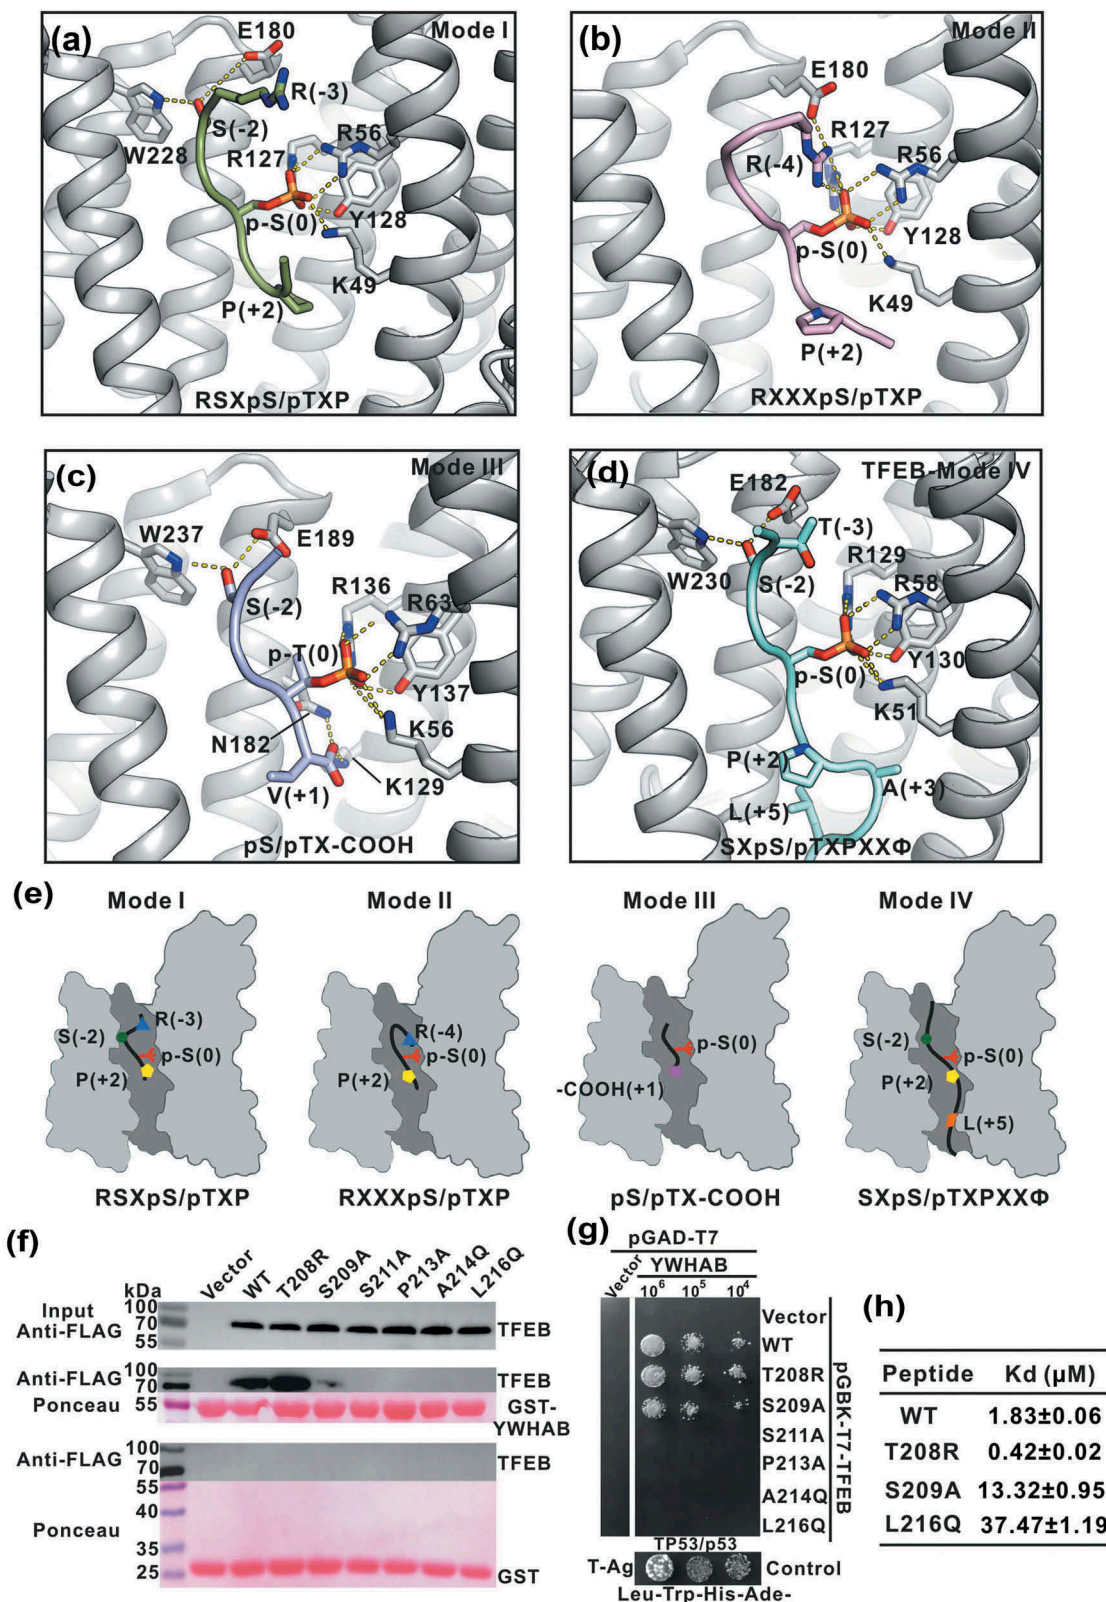 (a)
Mode I
E180
R(-3)
S(-2)
W228
R127
R56
p-S(0)
Y128
K49
P(+2)
RSXpS/pTXP
(b)
Mode II
E180
R127
R(-4)
R56
p-S(0)
Y128
K49
P(+2)
RXXXpS/pTXP
(c)
Mode III
W237
E189
S(-2)
R136
R63
p-T(0)
Y137
N182
K56
V(+1)
K129
pS/pTX-COOH
(d)
TFEB-Mode IV
E182
T(-3)
W230
S(-2)
R129
R58
p-S(0)
Y130
K51
P(+2)
A(+3)
L(+5)
SXpS/pTXPXXΦ
(e)
Mode I
Mode II
Mode III
Mode IV
R(-3)
S(-2)
p-S(0)
P(+2)
RSXpS/pTXP
R(-4)
p-S(0)
P(+2)
RXXXpS/pTXP
p-S(0)
-COOH(+1)
pS/pTX-COOH
S(-2)
p-S(0)
P(+2)
L(+5)
SXpS/pTXPXXΦ
(f)
Vector WT T208R S209A S211A P213A A214Q L216Q
kDa
Input
Anti-FLAG
100
70
55
TFEB
Anti-FLAG
100
70
TFEB
Ponceau
55
GST-
YWHAB
Anti-FLAG
100
70
TFEB
Ponceau
55
40
35
25
GST
(g)
pGAD-T7
Vector
YWHAB
10⁶ 10⁵ 10⁴
Vector
WT
T208R
S209A
S211A
P213A
A214Q
L216Q
pGBK-T7-TFEB
TP53/p53
T-Ag
Control
Leu-Trp-His-Ade-
(h)
Peptide Kd (μM)
WT 1.83±0.06
T208R 0.42±0.02
S209A 13.32±0.95
L216Q 37.47±1.19